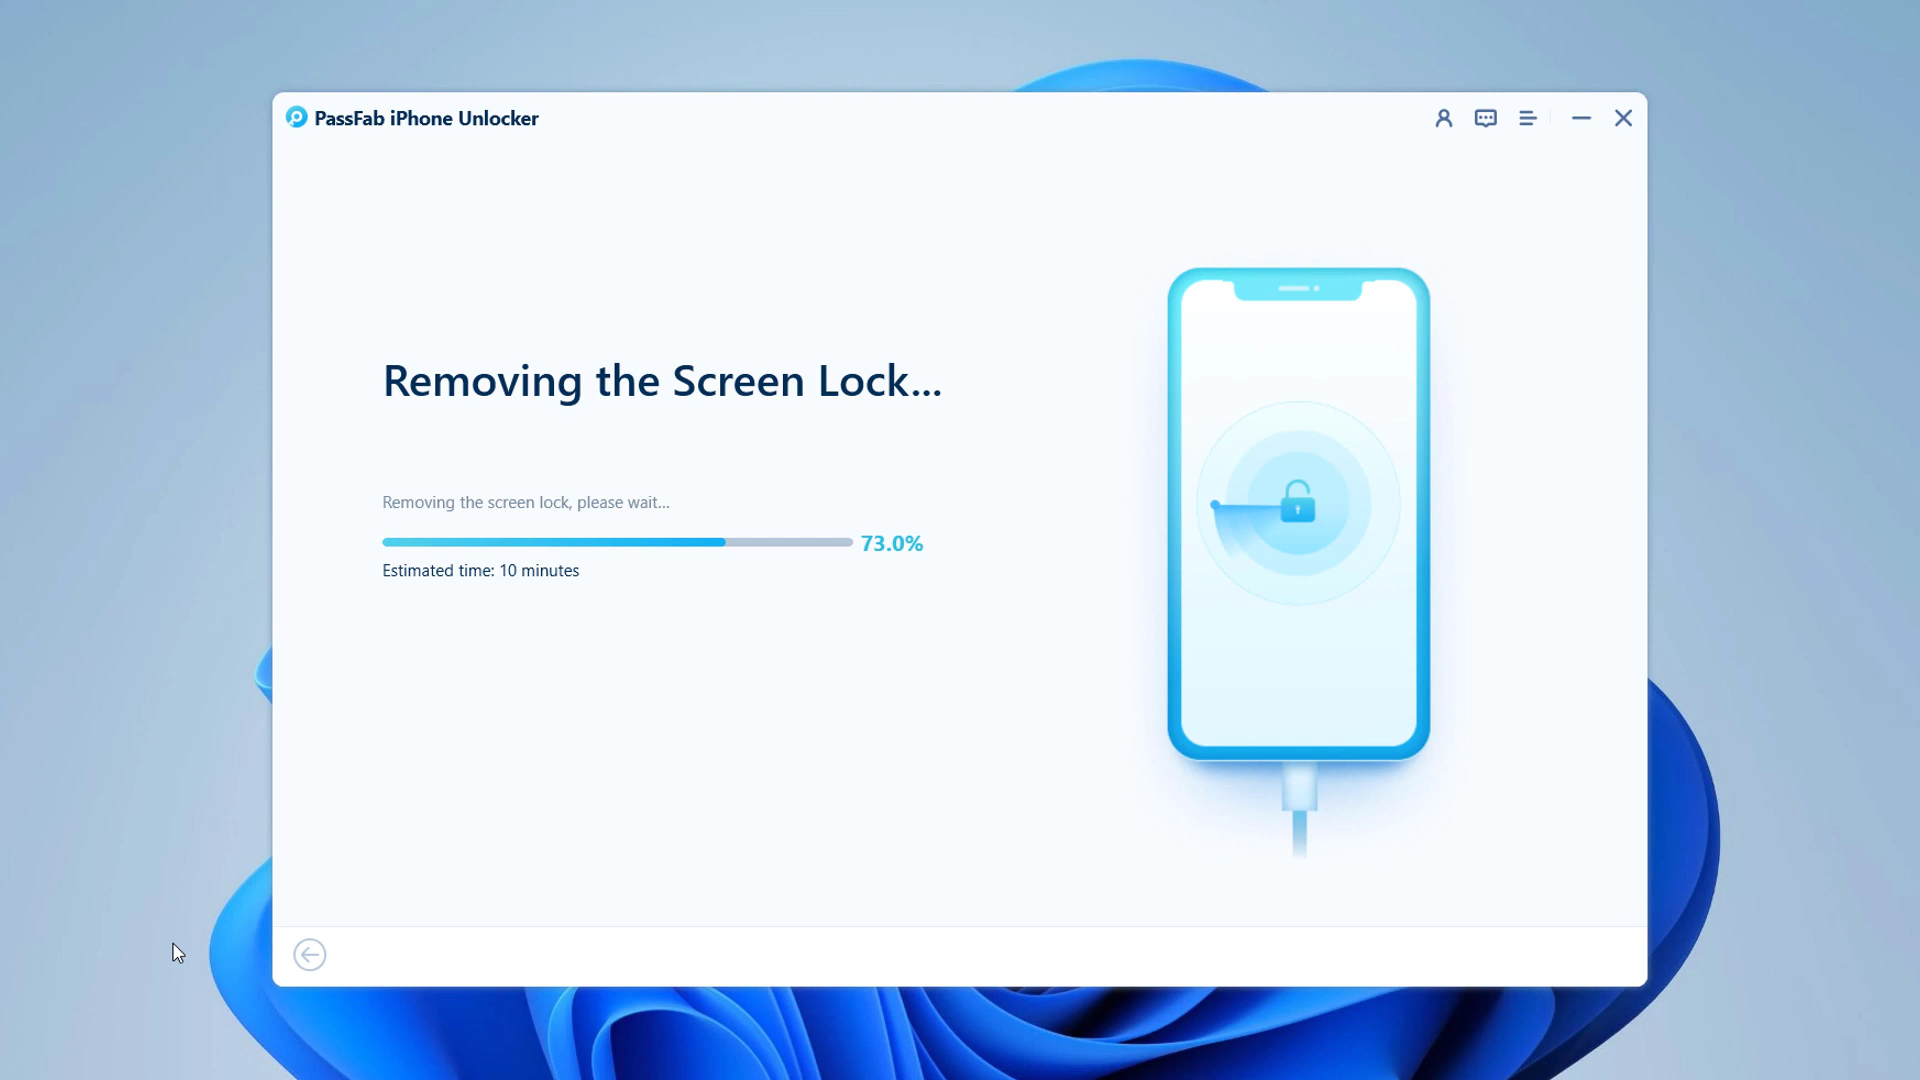 PassFab iPhone Unlocker
Removing the Screen Lock...
Removing the screen lock, please wait...
73.0%
Estimated time: 10 minutes